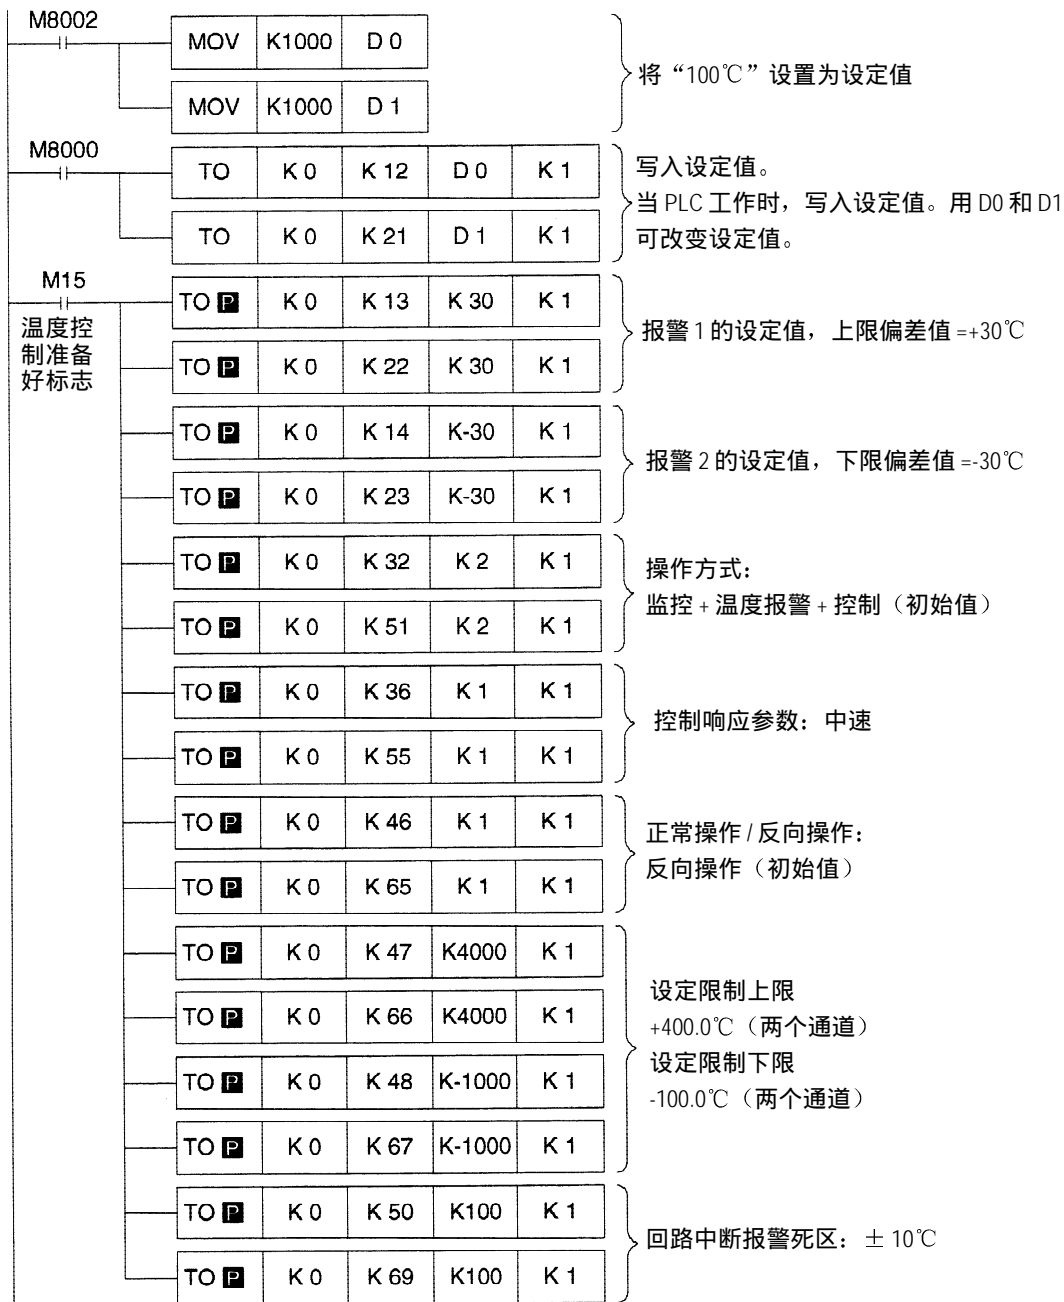 M8002
MOV K1000 D 0
MOV K1000 D 1
将“100℃”设置为设定值
M8000
TO K 0 K 12 D 0 K 1
TO K 0 K 21 D 1 K 1
写入设定值。
当 PLC 工作时，写入设定值。用 D0 和 D1
可改变设定值。
M15
温度控
制准备
好标志
TO P K 0 K 13 K 30 K 1
TO P K 0 K 22 K 30 K 1
报警 1 的设定值，上限偏差值 =+30℃
TO P K 0 K 14 K-30 K 1
TO P K 0 K 23 K-30 K 1
报警 2 的设定值，下限偏差值 =-30℃
TO P K 0 K 32 K 2 K 1
TO P K 0 K 51 K 2 K 1
操作方式：
监控 + 温度报警 + 控制（初始值）
TO P K 0 K 36 K 1 K 1
TO P K 0 K 55 K 1 K 1
控制响应参数：中速
TO P K 0 K 46 K 1 K 1
TO P K 0 K 65 K 1 K 1
正常操作 / 反向操作：
反向操作（初始值）
TO P K 0 K 47 K4000 K 1
TO P K 0 K 66 K4000 K 1
TO P K 0 K 48 K-1000 K 1
TO P K 0 K 67 K-1000 K 1
设定限制上限
+400.0℃（两个通道）
设定限制下限
-100.0℃（两个通道）
TO P K 0 K 50 K100 K 1
TO P K 0 K 69 K100 K 1
回路中断报警死区：± 10℃